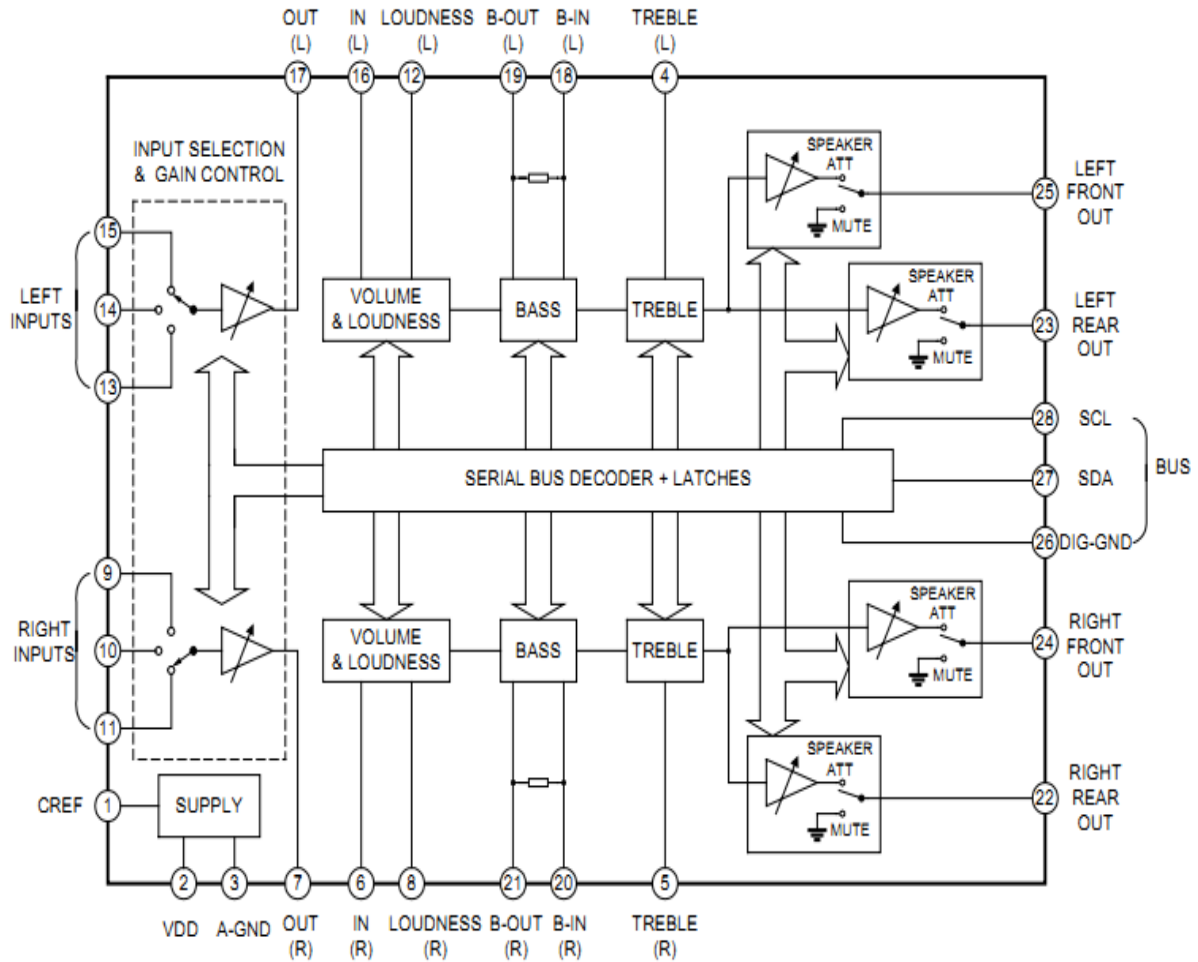 OUT IN LOUDNESS B-OUT B-IN TREBLE
(L) (L) (L) (L) (L) (L)
17 16 12 19 18 4
INPUT SELECTION
& GAIN CONTROL
SPEAKER
ATT
MUTE
25
LEFT
FRONT
OUT
15
14
13
LEFT
INPUTS
VOLUME
& LOUDNESS
BASS
TREBLE
SPEAKER
ATT
MUTE
23
LEFT
REAR
OUT
SERIAL BUS DECODER + LATCHES
28 SCL
27 SDA
26 DIG-GND
BUS
9
10
11
RIGHT
INPUTS
VOLUME
& LOUDNESS
BASS
TREBLE
SPEAKER
ATT
MUTE
24
RIGHT
FRONT
OUT
SPEAKER
ATT
MUTE
22
RIGHT
REAR
OUT
CREF 1
SUPPLY
2 3 7 6 8 21 20 5
VDD A-GND OUT IN LOUDNESS B-OUT B-IN TREBLE
(R) (R) (R) (R) (R) (R)